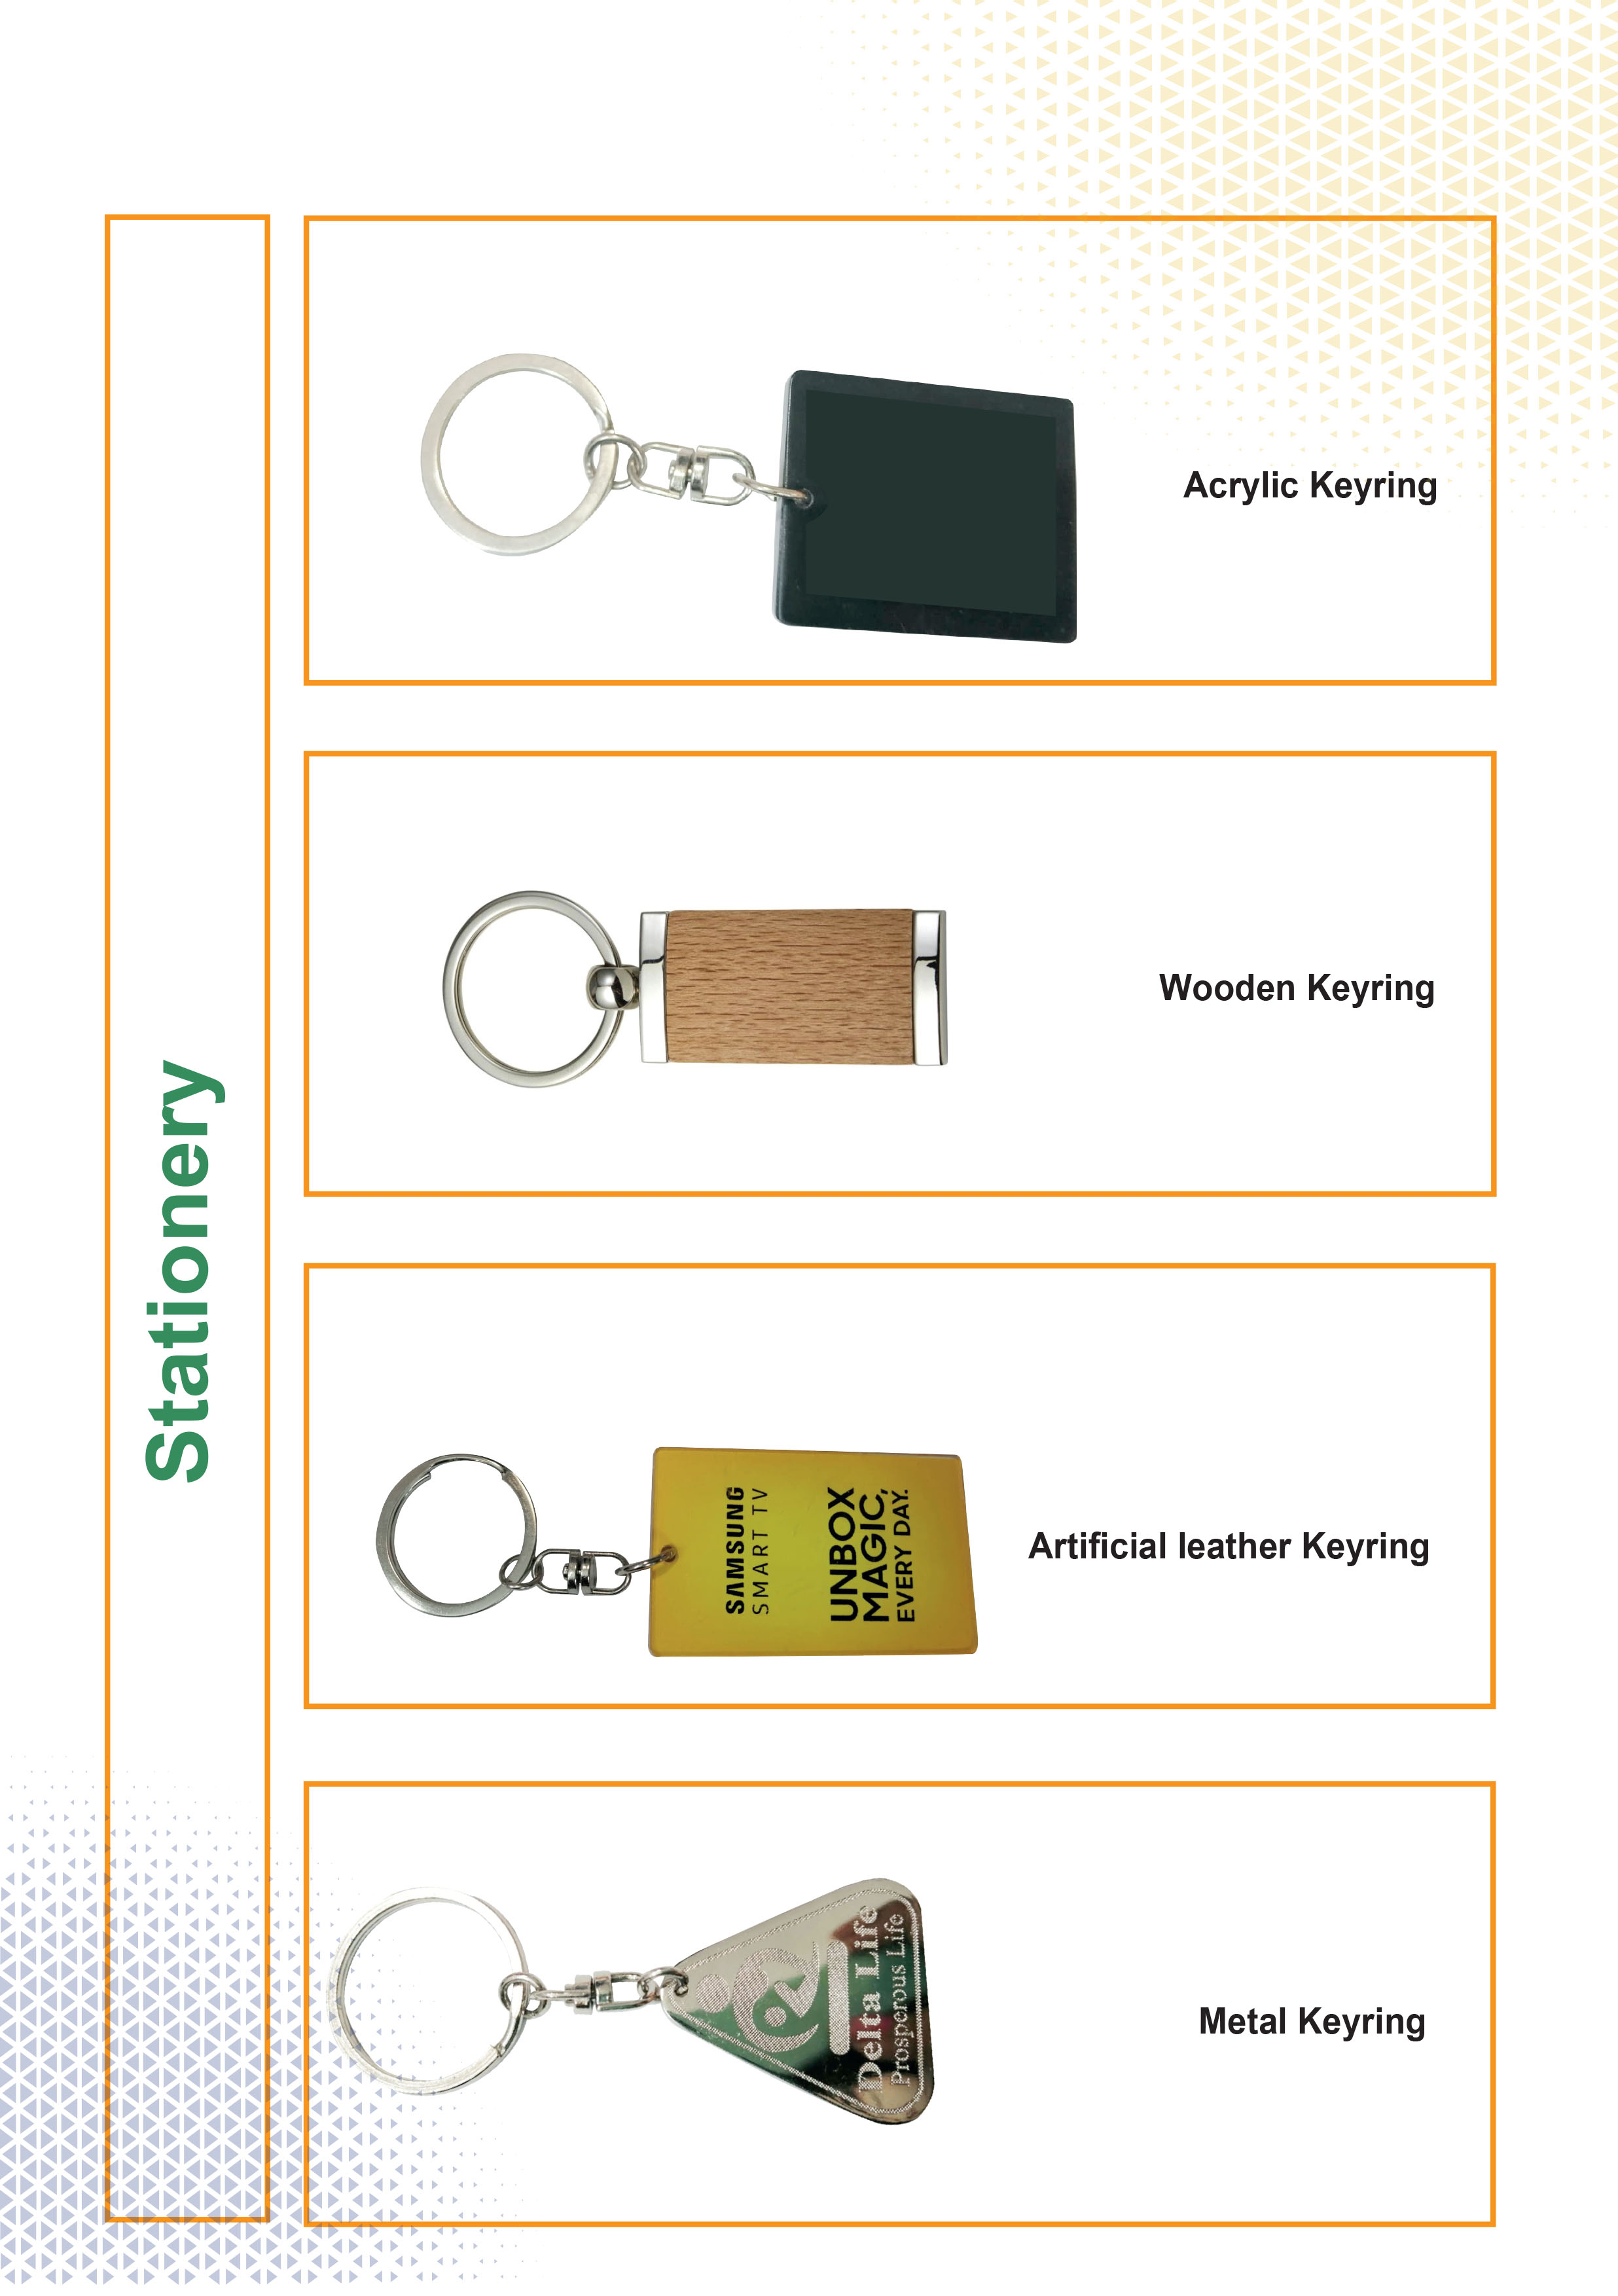 Stationery
Acrylic Keyring
Wooden Keyring
SAMSUNG
SMART TV
UNBOX
MAGIC,
EVERY DAY.
Artificial leather Keyring
Delta Life
Prosperous Life
Metal Keyring